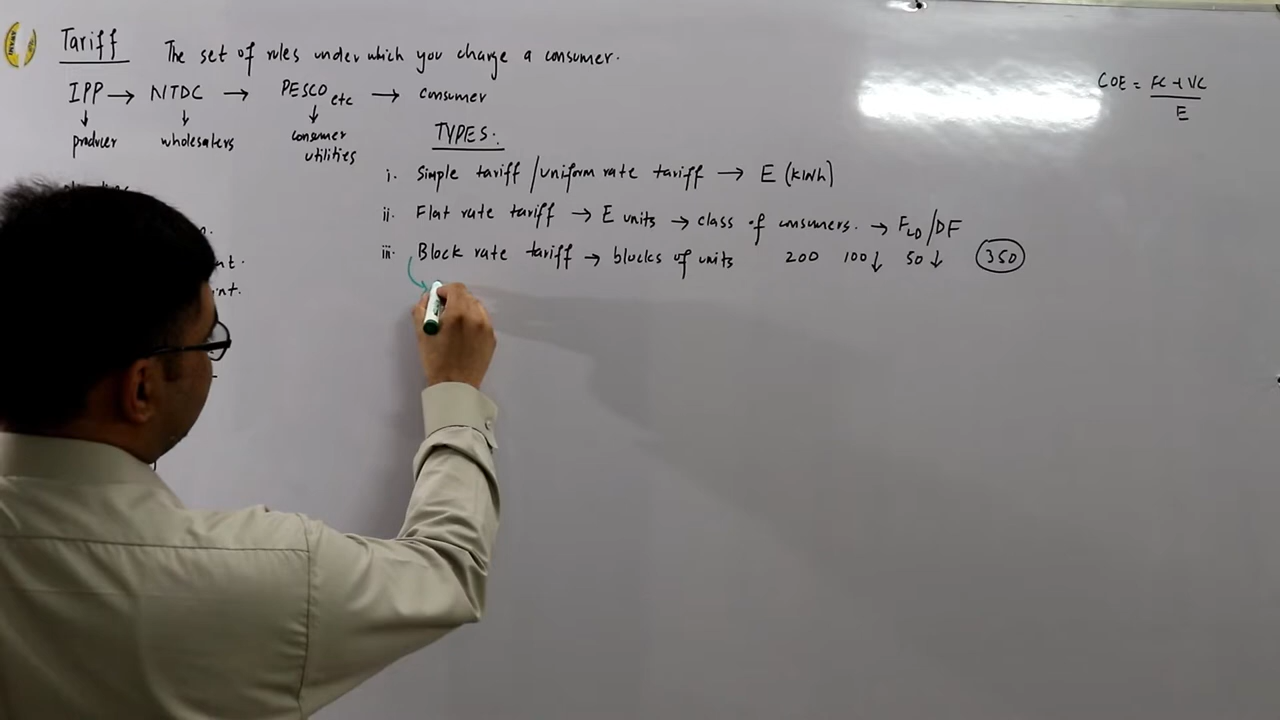 Tariff The set of rules under which you charge a consumer.
IPP → NTDC → PESCO etc → consumer
↓ ↓ ↓
producer wholesalers consumer utilities
COE = FC + VC / E
TYPES:
i. Simple tariff / uniform rate tariff → E (kWh)
ii. Flat rate tariff → E units → class of consumers. → FLD/DF
iii. Block rate tariff → blocks of units 200 100↓ 50↓ 350